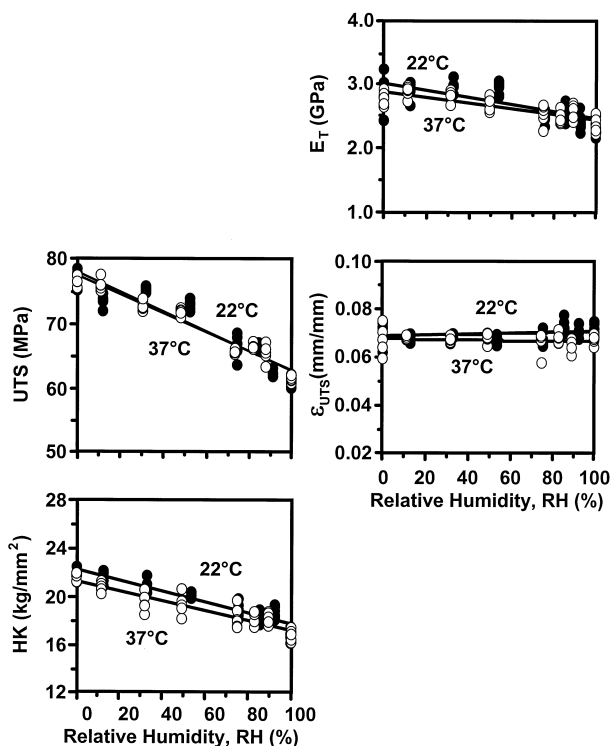 4.0
3.0
2.0
1.0
E_T (GPa)
22°C
37°C
80
70
60
50
UTS (MPa)
22°C
37°C
0.10
0.08
0.06
0.04
0.02
ε_UTS(mm/mm)
22°C
37°C
0 20 40 60 80 100
Relative Humidity, RH (%)
28
24
20
16
12
HK (kg/mm²)
22°C
37°C
0 20 40 60 80 100
Relative Humidity, RH (%)